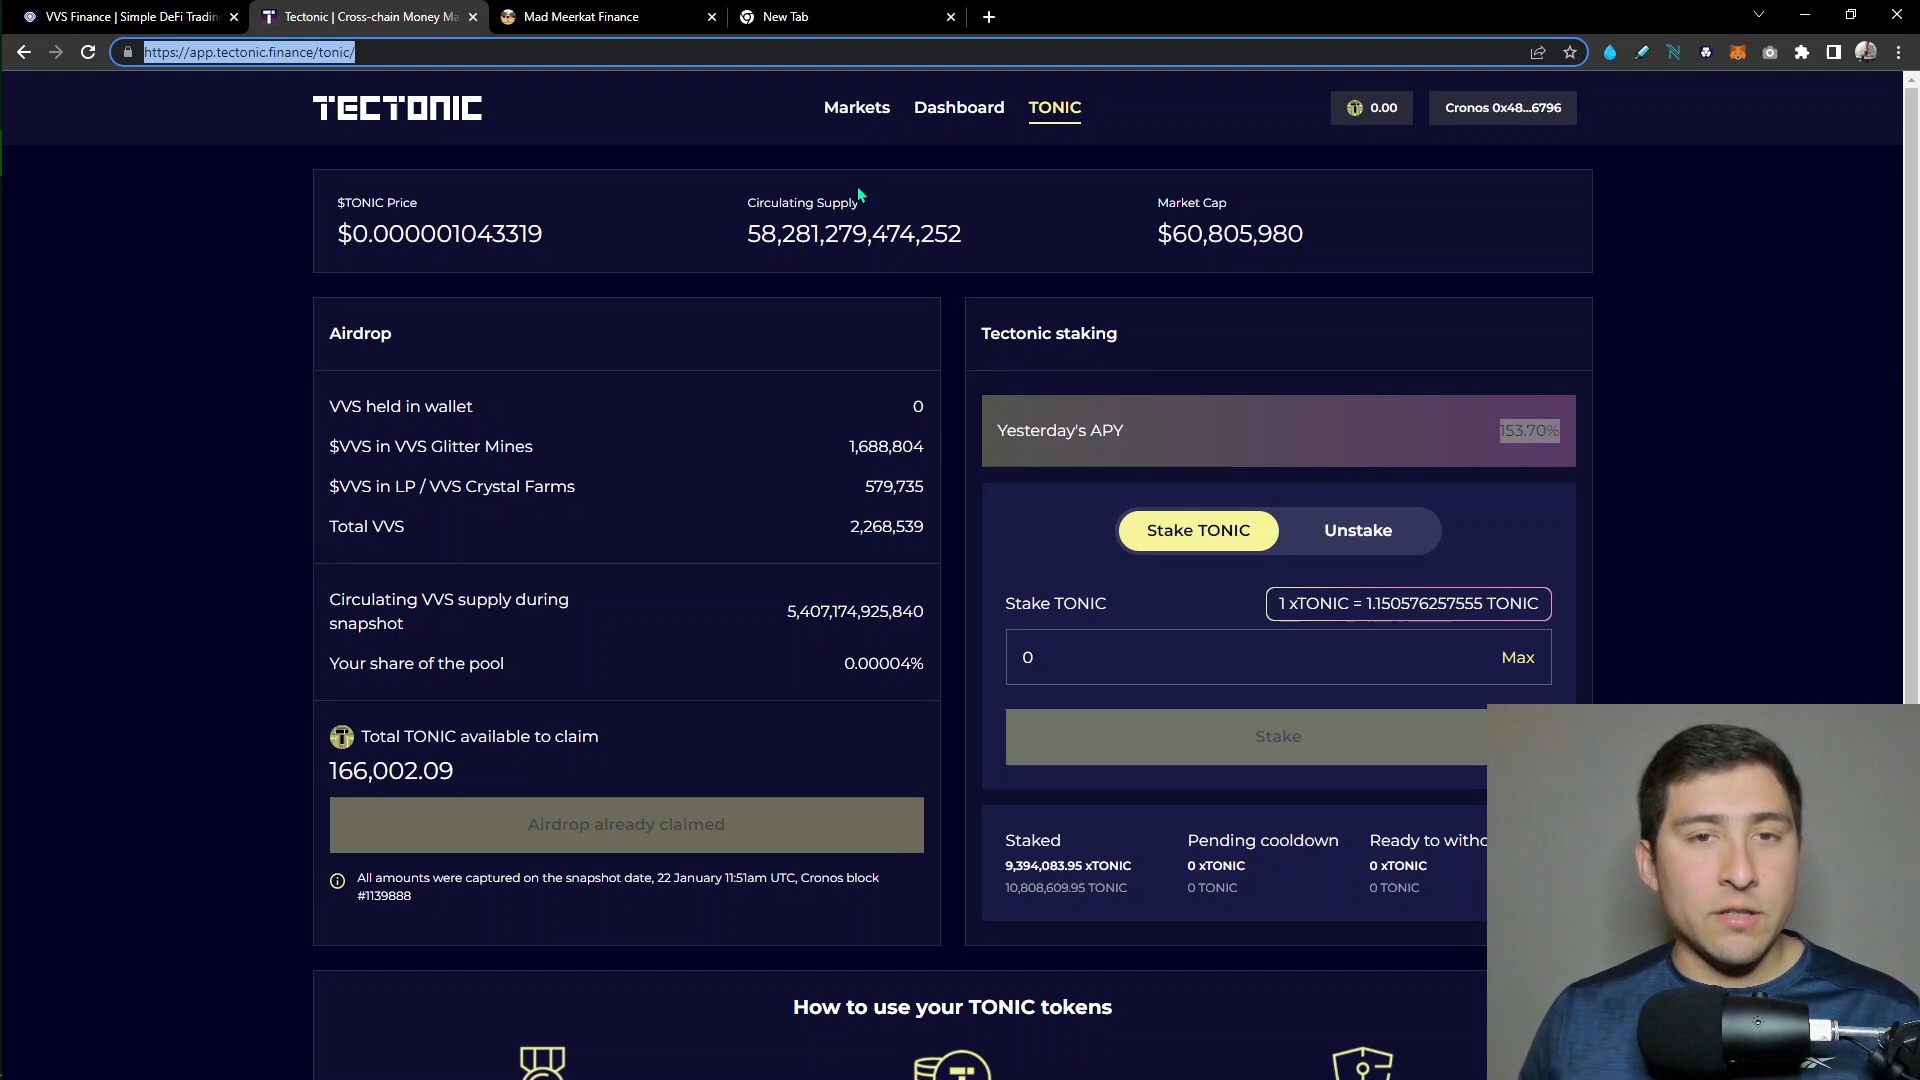 VVS Finance | Simple DeFi Trading
Tectonic | Cross-chain Money Ma
Mad Meerkat Finance
New Tab
https://app.tectonic.finance/tonic/
TECTONIC
Markets
Dashboard
TONIC
0.00
Cronos 0x48...6796
$TONIC Price
Circulating Supply
Market Cap
$0.000001043319
58,281,279,474,252
$60,805,980
Airdrop
VVS held in wallet
0
$VVS in VVS Glitter Mines
1,688,804
$VVS in LP / VVS Crystal Farms
579,735
Total VVS
2,268,539
Circulating VVS supply during
snapshot
5,407,174,925,840
Your share of the pool
0.00004%
Total TONIC available to claim
166,002.09
Airdrop already claimed
All amounts were captured on the snapshot date, 22 January 11:51am UTC, Cronos block
#1139888
Tectonic staking
Yesterday's APY
153.70%
Stake TONIC
Unstake
Stake TONIC
1 xTONIC = 1.150576257555 TONIC
0
Max
Stake
Staked
Pending cooldown
Ready to withd
9,394,083.95 xTONIC
0 xTONIC
0 xTONIC
10,808,609.95 TONIC
0 TONIC
0 TONIC
How to use your TONIC tokens